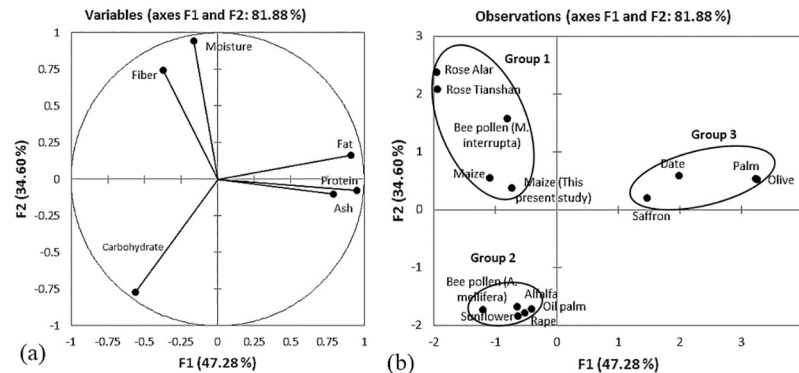 Variables (axes F1 and F2: 81.88 %)
1
0.75
0.5
0.25
0
-0.25
-0.5
-0.75
-1
F2 (34.60 %)
Moisture
Fiber
Fat
Protein
Ash
Carbohydrate
-1
-0.75
-0.5
-0.25
0
0.25
0.5
0.75
1
F1 (47.28 %)
(a)
Observations (axes F1 and F2: 81.88 %)
3
2
1
0
-1
-2
F2 (34.60 %)
Group 1
Rose Alar
Rose Tianshan
Bee pollen (M.
interrupta)
Maize
Maize (This
present study)
Group 3
Date
Palm
Olive
Saffron
Group 2
Bee pollen (A.
mellifera)
Alfalfa
Oil palm
Sunflower
Rape
-2
-1
0
1
2
3
4
F1 (47.28 %)
(b)